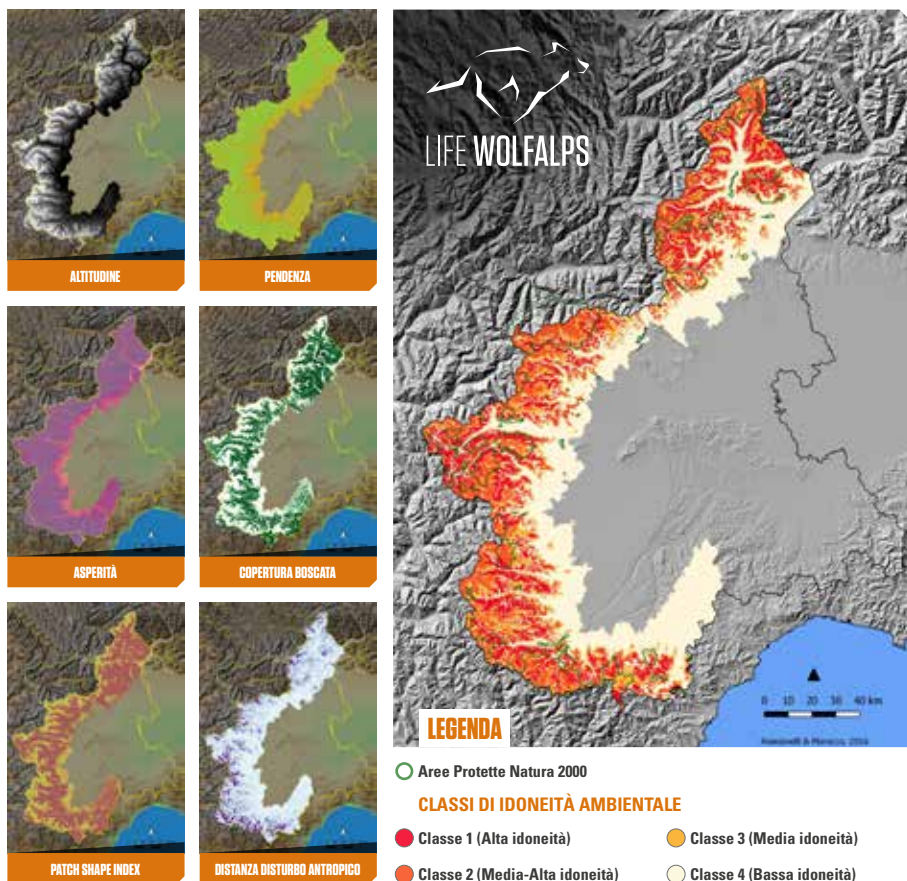 ALTITUDINE
PENDENZA
ASPERITÀ
COPERTURA BOSCATA
PATCH SHAPE INDEX
DISTANZA DISTURBO ANTROPICO
LIFE WOLFALPS
0 10 20 30 40 km
LEGENDA
Aree Protette Natura 2000
CLASSI DI IDONEITÀ AMBIENTALE
Classe 1 (Alta idoneità)
Classe 3 (Media idoneità)
Classe 2 (Media-Alta idoneità)
Classe 4 (Bassa idoneità)